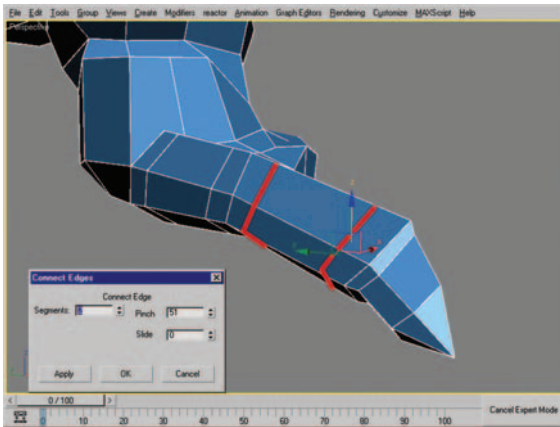 File Edit Tools Group Views Create Modifiers reactor Animation Graph Editors Rendering Customize MAXScript Help
Perspective
Connect Edges
Connect Edge
Segments: Pinch 51
Slide 0
Apply OK Cancel
0 / 100
0 10 20 30 40 50 60 70 80 90 100
Cancel Expert Mode